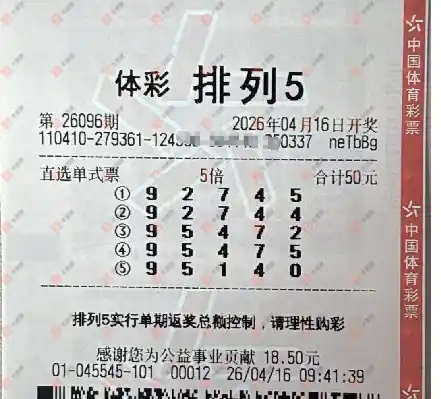 体彩 排列5
第 26096期 2026年04月16日开奖
110410-279361-124 50337 neTbBg
直选单式票 5倍 合计50元
① 9 2 7 4 5
② 9 2 7 4 4
③ 9 5 4 7 2
④ 9 5 4 7 5
⑤ 9 5 1 4 0
排列5实行单期返奖总额控制，请理性购彩
感谢您为公益事业贡献 18.50元
01-045545-101 00012 26/04/16 09:41:39
中国体育彩票
中国体育彩票